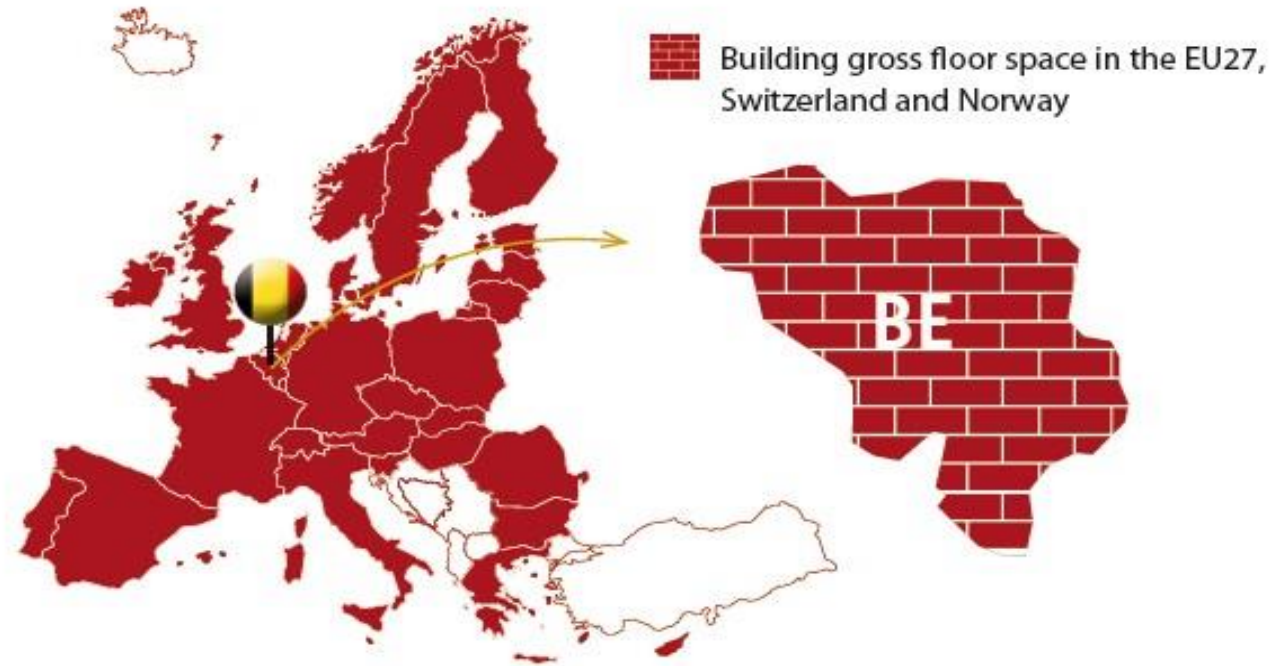 Building gross floor space in the EU27,
Switzerland and Norway
BE